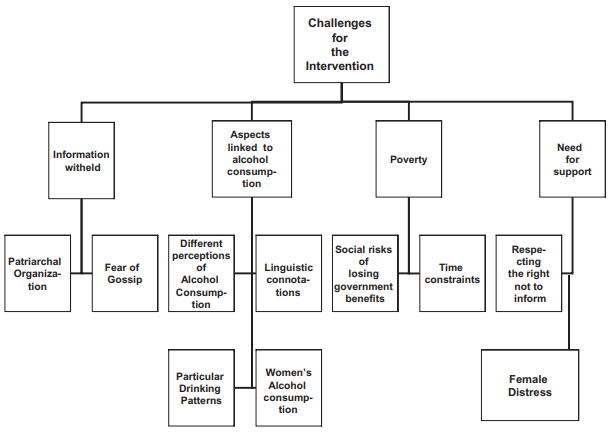 Challenges
for
the
Intervention
Information
witheld
Aspects
linked to
alcohol
consump-
tion
Poverty
Need
for
support
Patriarchal
Organiza-
tion
Fear of
Gossip
Different
perceptions
of
Alcohol
Consump-
tion
Linguistic
connota-
tions
Social risks
of
losing
government
benefits
Time
constraints
Respe-
cting
the right
not to
inform
Particular
Drinking
Patterns
Women's
Alcohol
consump-
tion
Female
Distress